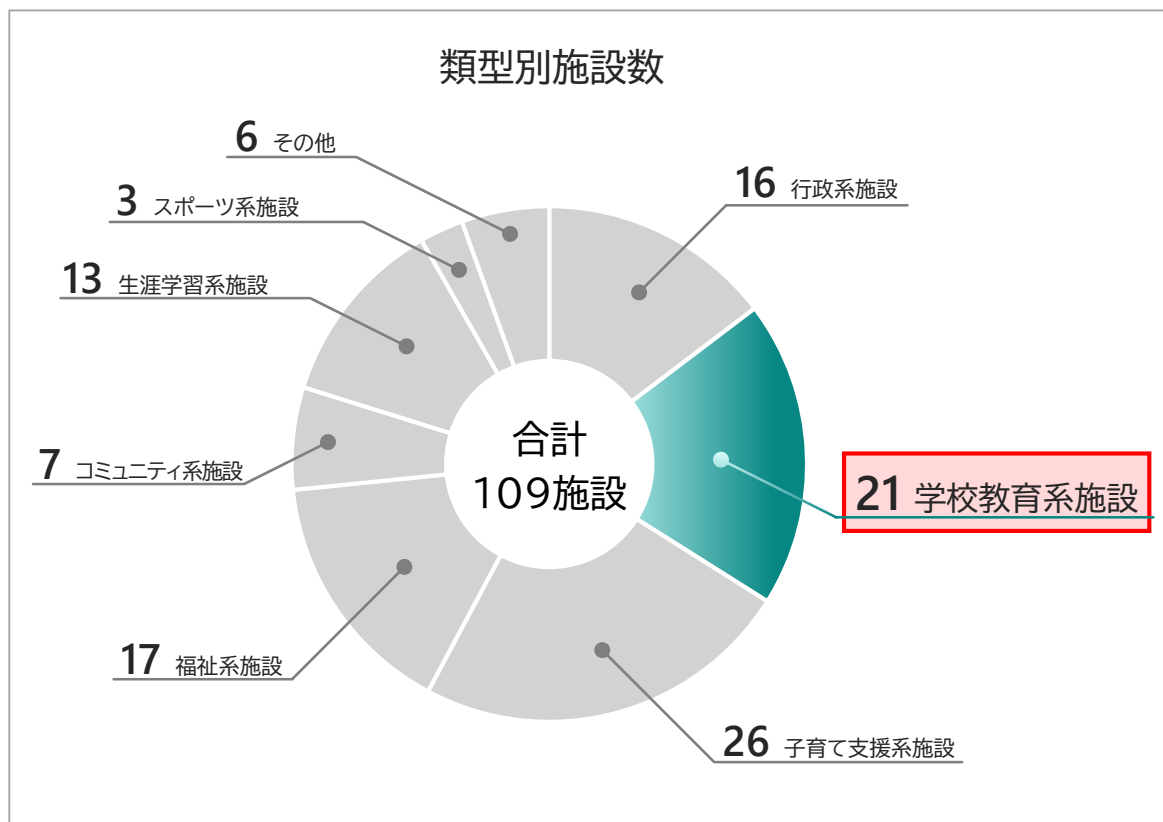 類型別施設数
6 その他
16 行政系施設
3 スポーツ系施設
13 生涯学習系施設
合計
109施設
7 コミュニティ系施設
21 学校教育系施設
17 福祉系施設
26 子育て支援系施設